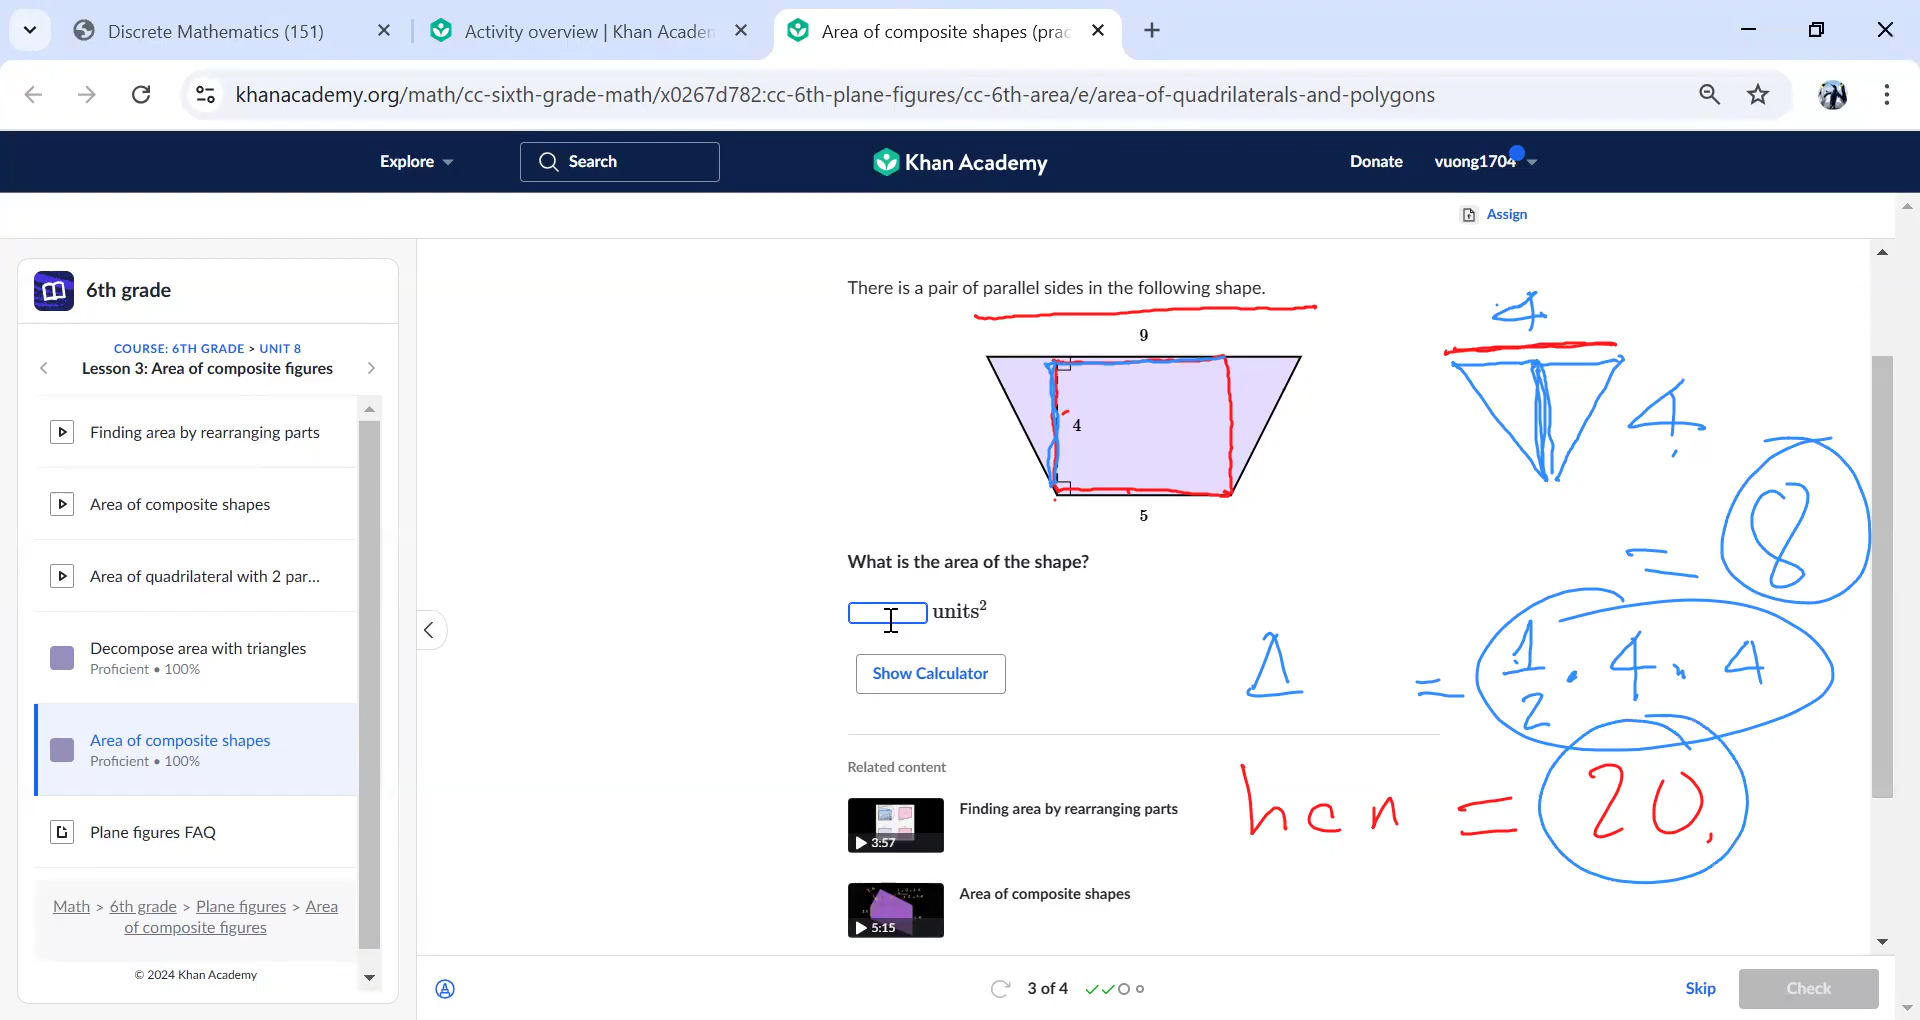 Discrete Mathematics (151)
Activity overview | Khan Acader
Area of composite shapes (prac
khanacademy.org/math/cc-sixth-grade-math/x0267d782:cc-6th-plane-figures/cc-6th-area/e/area-of-quadrilaterals-and-polygons
Explore
Search
Khan Academy
Donate
vuong1704
Assign
6th grade
COURSE: 6TH GRADE > UNIT 8
Lesson 3: Area of composite figures
Finding area by rearranging parts
Area of composite shapes
Area of quadrilateral with 2 par...
Decompose area with triangles
Proficient • 100%
Area of composite shapes
Proficient • 100%
Plane figures FAQ
Math > 6th grade > Plane figures > Area
of composite figures
© 2024 Khan Academy
There is a pair of parallel sides in the following shape.
9
4
5
4
4
= 8
What is the area of the shape?
units²
Show Calculator
Δ = 1/2 . 4 . 4
hcn = 20.
Related content
3:57
Finding area by rearranging parts
5:15
Area of composite shapes
3 of 4
Skip
Check